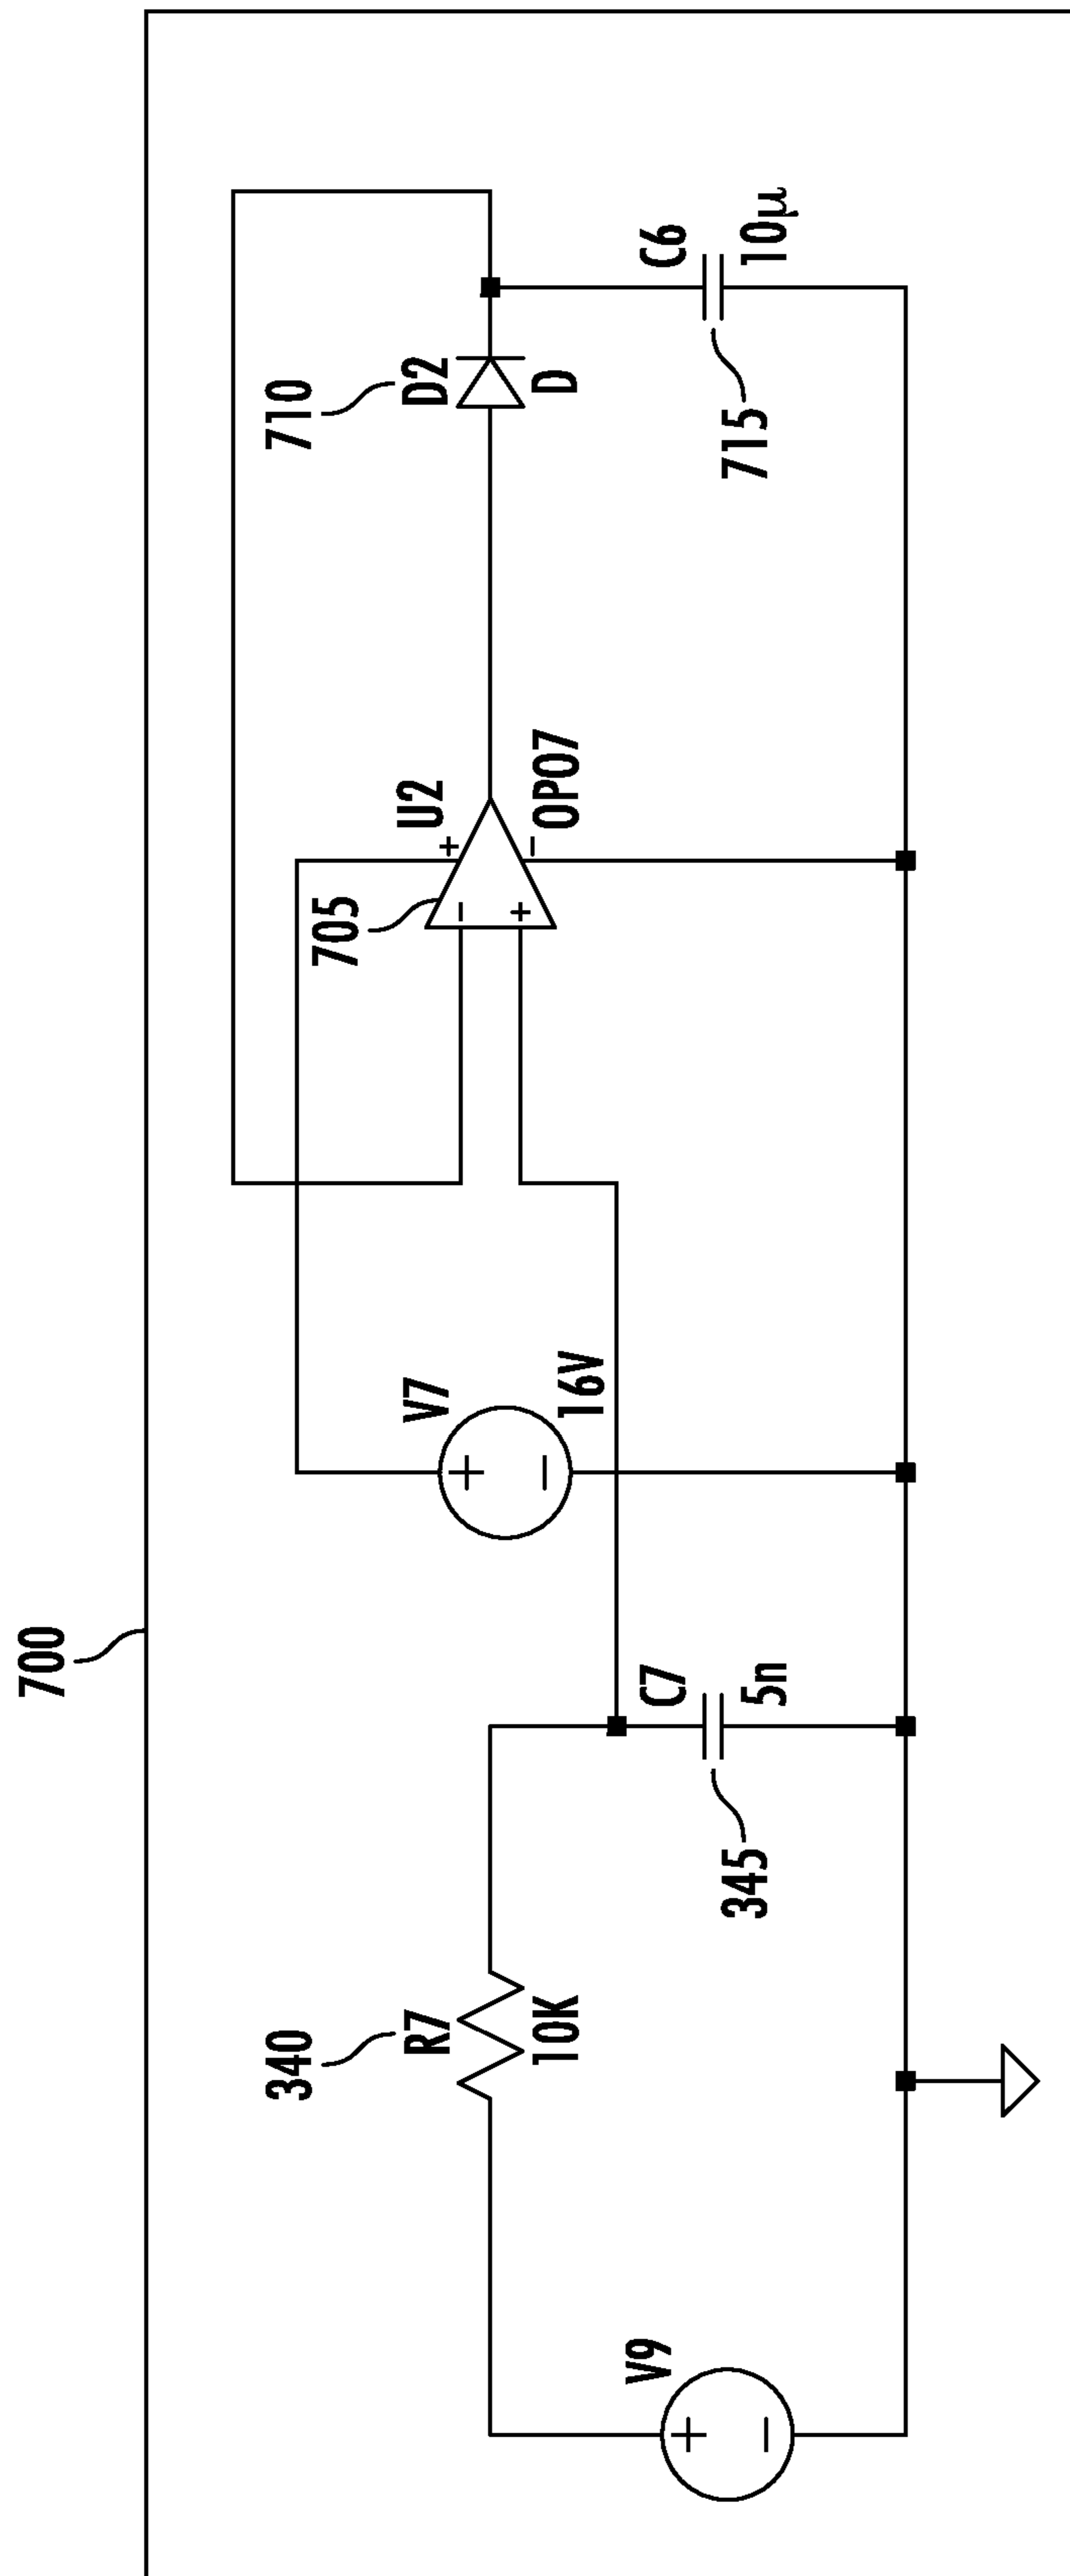 700
340
R7
10K
V9
C7
5n
345
V7
16V
705
U2
OP07
+
-
-
+
710
D2
D
C6
10µ
715
+
-
+
-